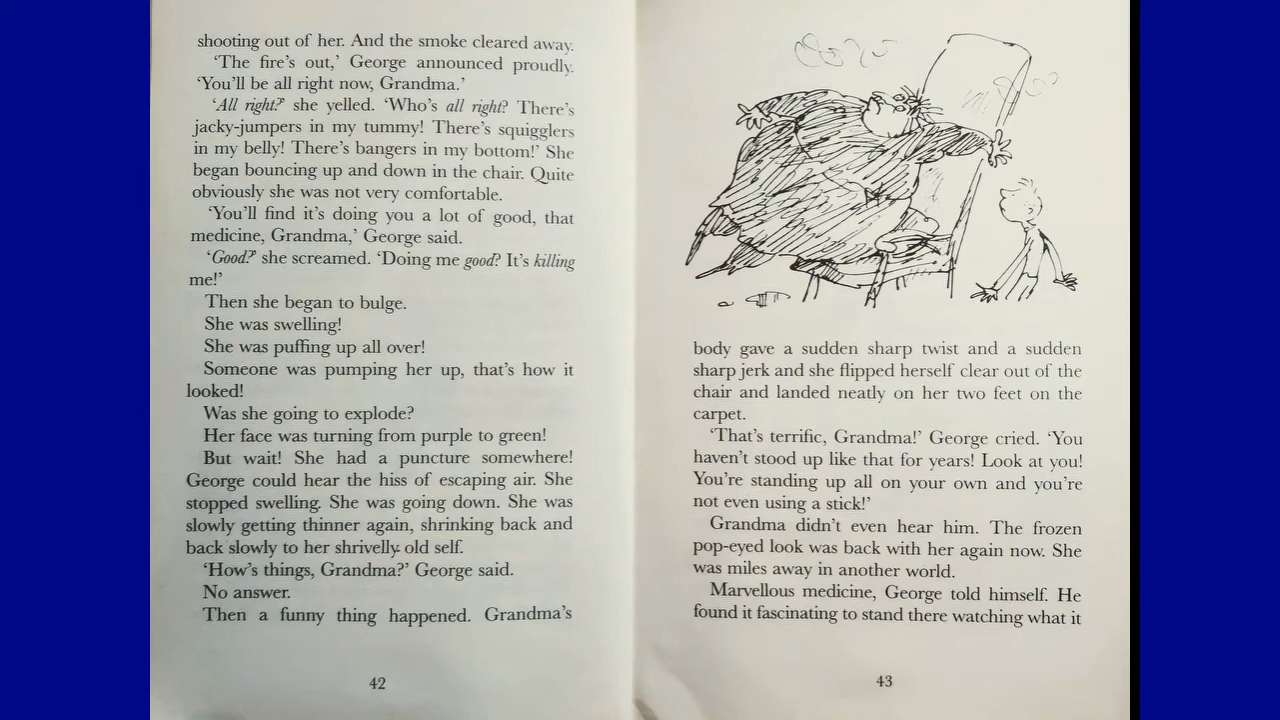 shooting out of her. And the smoke cleared away.
‘The fire’s out,’ George announced proudly.
‘You’ll be all right now, Grandma.’
‘All right?’ she yelled. ‘Who’s all right? There’s
jacky-jumpers in my tummy! There’s squigglers
in my belly! There’s bangers in my bottom!’ She
began bouncing up and down in the chair. Quite
obviously she was not very comfortable.
‘You’ll find it’s doing you a lot of good, that
medicine, Grandma,’ George said.
‘Good?’ she screamed. ‘Doing me good? It’s killing
me!’
Then she began to bulge.
She was swelling!
She was puffing up all over!
Someone was pumping her up, that’s how it
looked!
Was she going to explode?
Her face was turning from purple to green!
But wait! She had a puncture somewhere!
George could hear the hiss of escaping air. She
stopped swelling. She was going down. She was
slowly getting thinner again, shrinking back and
back slowly to her shrivelly old self.
‘How’s things, Grandma?’ George said.
No answer.
Then a funny thing happened. Grandma’s
42
body gave a sudden sharp twist and a sudden
sharp jerk and she flipped herself clear out of the
chair and landed neatly on her two feet on the
carpet.
‘That’s terrific, Grandma!’ George cried. ‘You
haven’t stood up like that for years! Look at you!
You’re standing up all on your own and you’re
not even using a stick!’
Grandma didn’t even hear him. The frozen
pop-eyed look was back with her again now. She
was miles away in another world.
Marvellous medicine, George told himself. He
found it fascinating to stand there watching what it
43